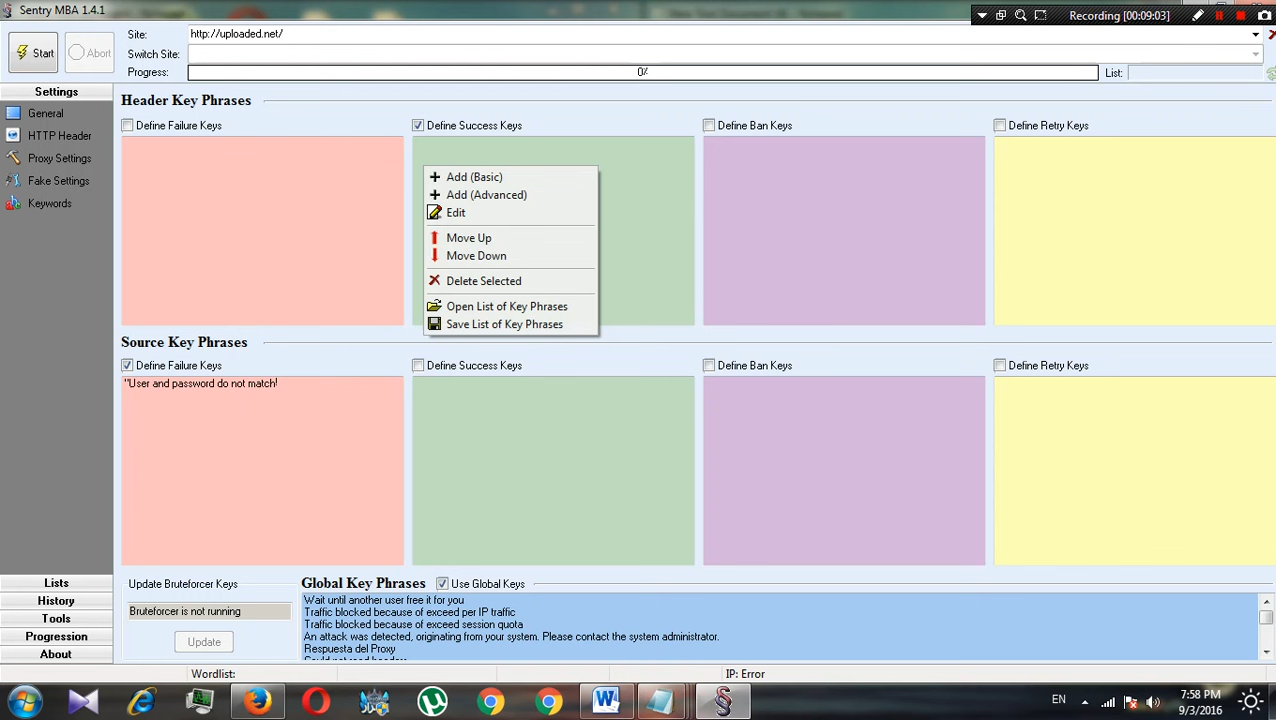 Sentry MBA 1.4.1
Recording [00:09:03]
Start
Abort
Site:
http://uploaded.net/
Switch Site:
Progress:
0%
List:
Settings
General
HTTP Header
Proxy Settings
Fake Settings
Keywords
Header Key Phrases
Define Failure Keys
Define Success Keys
Define Ban Keys
Define Retry Keys
Add (Basic)
Add (Advanced)
Edit
Move Up
Move Down
Delete Selected
Open List of Key Phrases
Save List of Key Phrases
Source Key Phrases
Define Failure Keys
Define Success Keys
Define Ban Keys
Define Retry Keys
"User and password do not match!
Lists
History
Tools
Progression
About
Update Bruteforcer Keys
Bruteforcer is not running
Update
Global Key Phrases
Use Global Keys
Wait until another user free it for you
Traffic blocked because of exceed per IP traffic
Traffic blocked because of exceed session quota
An attack was detected, originating from your system. Please contact the system administrator.
Respuesta del Proxy
Wordlist:
IP: Error
EN
7:58 PM
9/3/2016